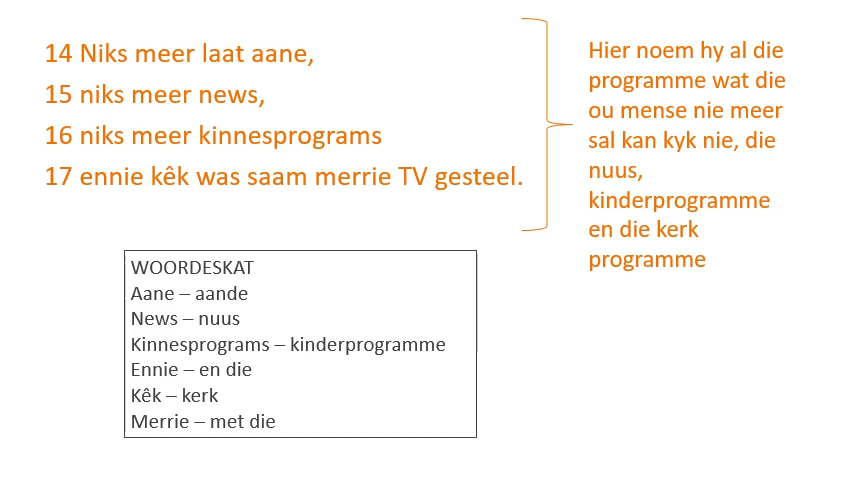 14 Niks meer laat aane,
15 niks meer news,
16 niks meer kinnesprograms
17 ennie kêk was saam merrie TV gesteel.
Hier noem hy al die
programme wat die
ou mense nie meer
sal kan kyk nie, die
nuus,
kinderprogramme
en die kerk
programme
WOORDESKAT
Aane – aande
News – nuus
Kinnesprograms – kinderprogramme
Ennie – en die
Kêk – kerk
Merrie – met die